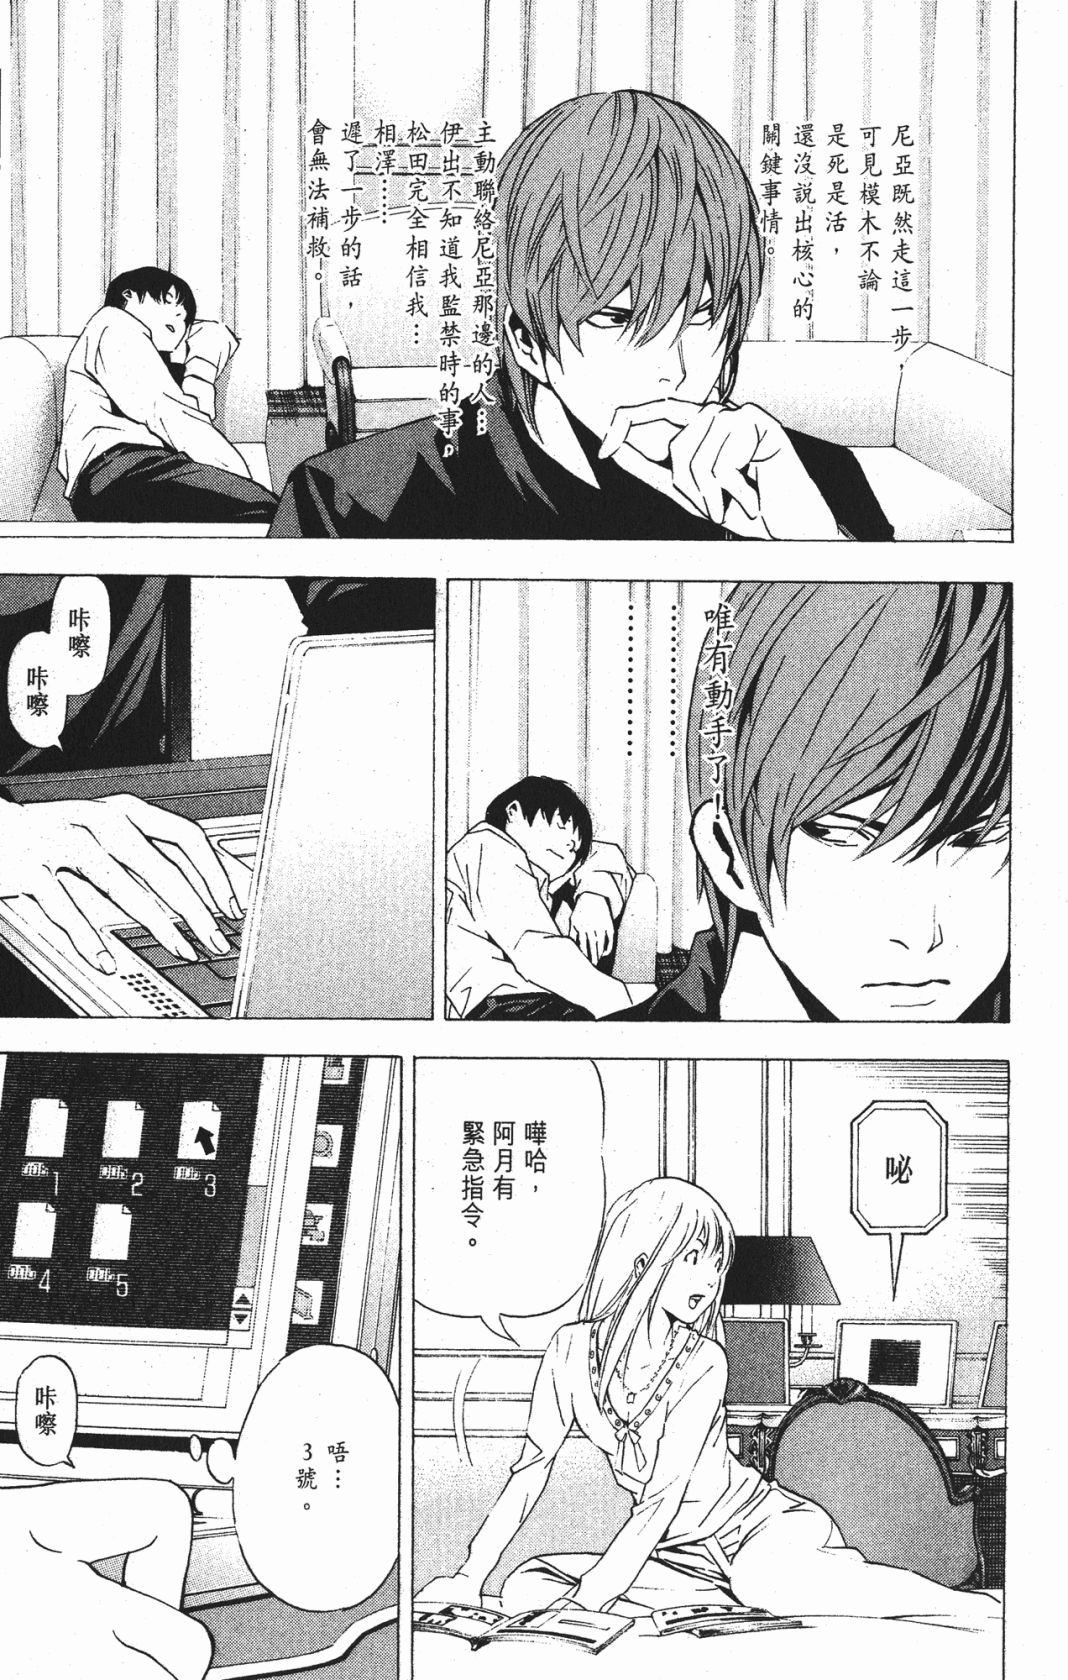 尼亞既然走這一步，
可見模木不論
是死是活，
還沒說出核心的
關鍵事情。
主動聯絡尼亞那邊的人…
伊出不知道我監禁時的事，
松田完全相信我…
相澤……
遲了一步的話，
會無法補救。
唯有動手了！
…………
…………
咔嚓
咔嚓
咇
嘩哈，
阿月有
緊急指令。
1
2
3
4
5
唔…
3號。
咔嚓